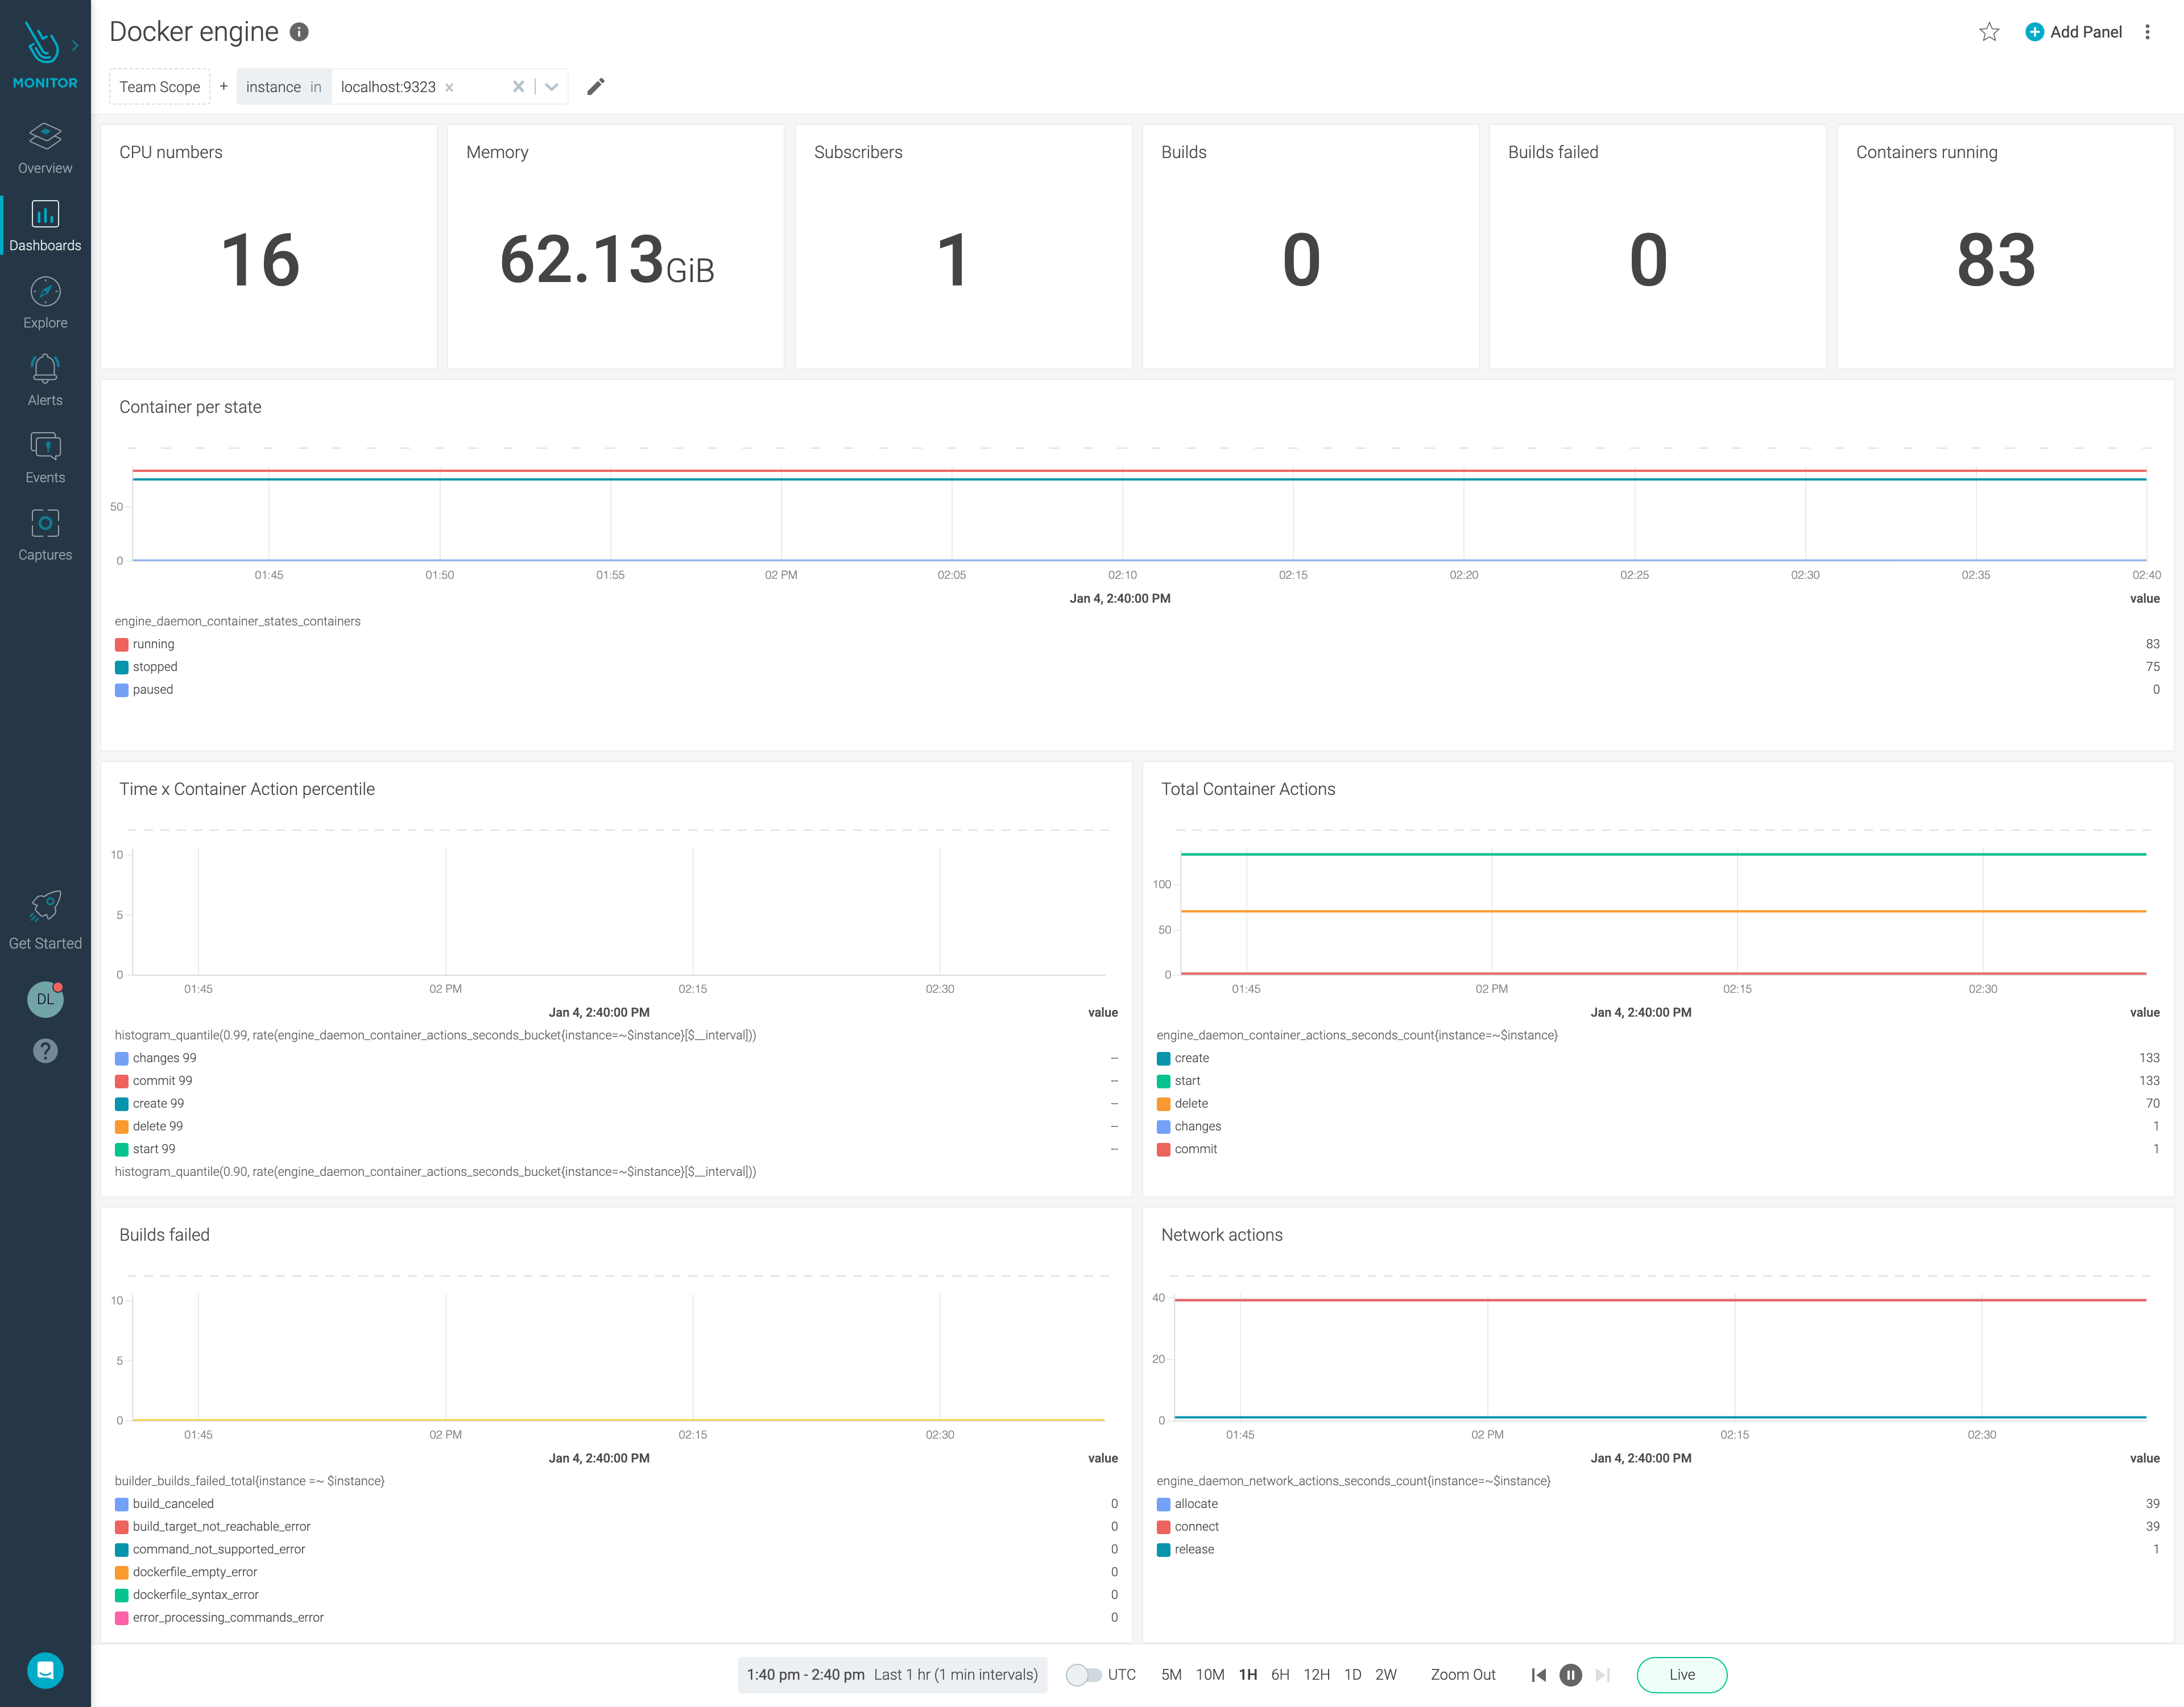 MONITOR
Overview
Dashboards
Explore
Alerts
Events
Captures
Get Started
DL
?
Docker engine i
Add Panel
Team Scope + instance in localhost:9323 ×
CPU numbers
16
Memory
62.13GiB
Subscribers
1
Builds
0
Builds failed
0
Containers running
83
Container per state
50
0
01:45 01:50 01:55 02 PM 02:05 02:10 02:15 02:20 02:25 02:30 02:35 02:40
Jan 4, 2:40:00 PM value
engine_daemon_container_states_containers
running 83
stopped 75
paused 0
Time x Container Action percentile
10
5
0
01:45 02 PM 02:15 02:30
Jan 4, 2:40:00 PM value
histogram_quantile(0.99, rate(engine_daemon_container_actions_seconds_bucket{instance=~$instance}[$__interval]))
changes 99 --
commit 99 --
create 99 --
delete 99 --
start 99 --
histogram_quantile(0.90, rate(engine_daemon_container_actions_seconds_bucket{instance=~$instance}[$__interval]))
Total Container Actions
100
50
0
01:45 02 PM 02:15 02:30
Jan 4, 2:40:00 PM value
engine_daemon_container_actions_seconds_count{instance=~$instance}
create 133
start 133
delete 70
changes 1
commit 1
Builds failed
10
5
0
01:45 02 PM 02:15 02:30
Jan 4, 2:40:00 PM value
builder_builds_failed_total{instance =~ $instance}
build_canceled 0
build_target_not_reachable_error 0
command_not_supported_error 0
dockerfile_empty_error 0
dockerfile_syntax_error 0
error_processing_commands_error 0
Network actions
40
20
0
01:45 02 PM 02:15 02:30
Jan 4, 2:40:00 PM value
engine_daemon_network_actions_seconds_count{instance=~$instance}
allocate 39
connect 39
release 1
1:40 pm - 2:40 pm Last 1 hr (1 min intervals) UTC 5M 10M 1H 6H 12H 1D 2W Zoom Out Live